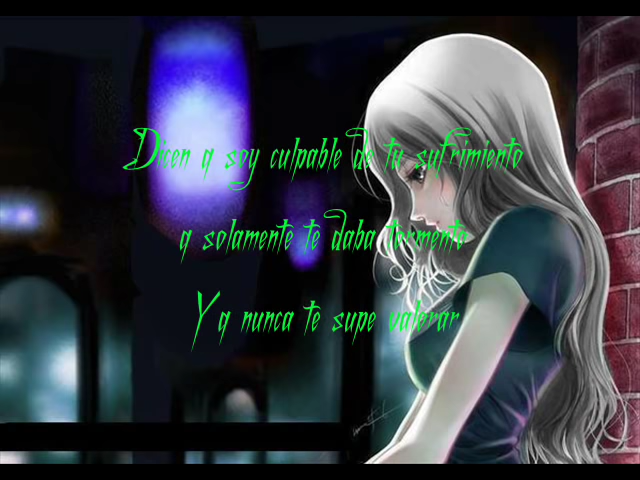 Dicen q soy culpable de tu sufrimiento
q solamente te daba tormento
Y q nunca te supe valorar